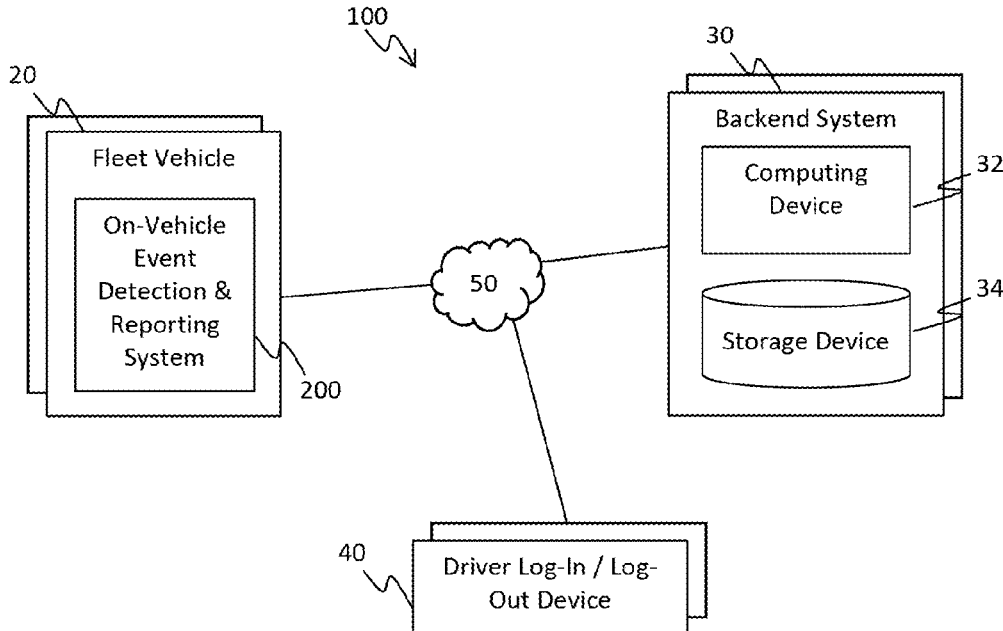 100
20
Fleet Vehicle
On-Vehicle
Event
Detection &
Reporting
System
200
50
30
Backend System
Computing
Device
32
Storage Device
34
40
Driver Log-In / Log-
Out Device